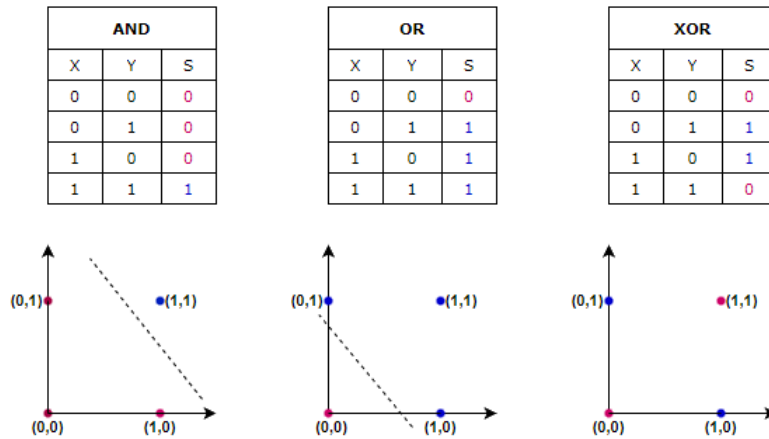 AND OR XOR
X Y S X Y S X Y S
0 0 0 0 0 0 0 0 0
0 1 0 0 1 1 0 1 1
1 0 0 1 0 1 1 0 1
1 1 1 1 1 1 1 1 0
(0,1) (1,1) (0,1) (1,1) (0,1) (1,1)
(0,0) (1,0) (0,0) (1,0) (0,0) (1,0)